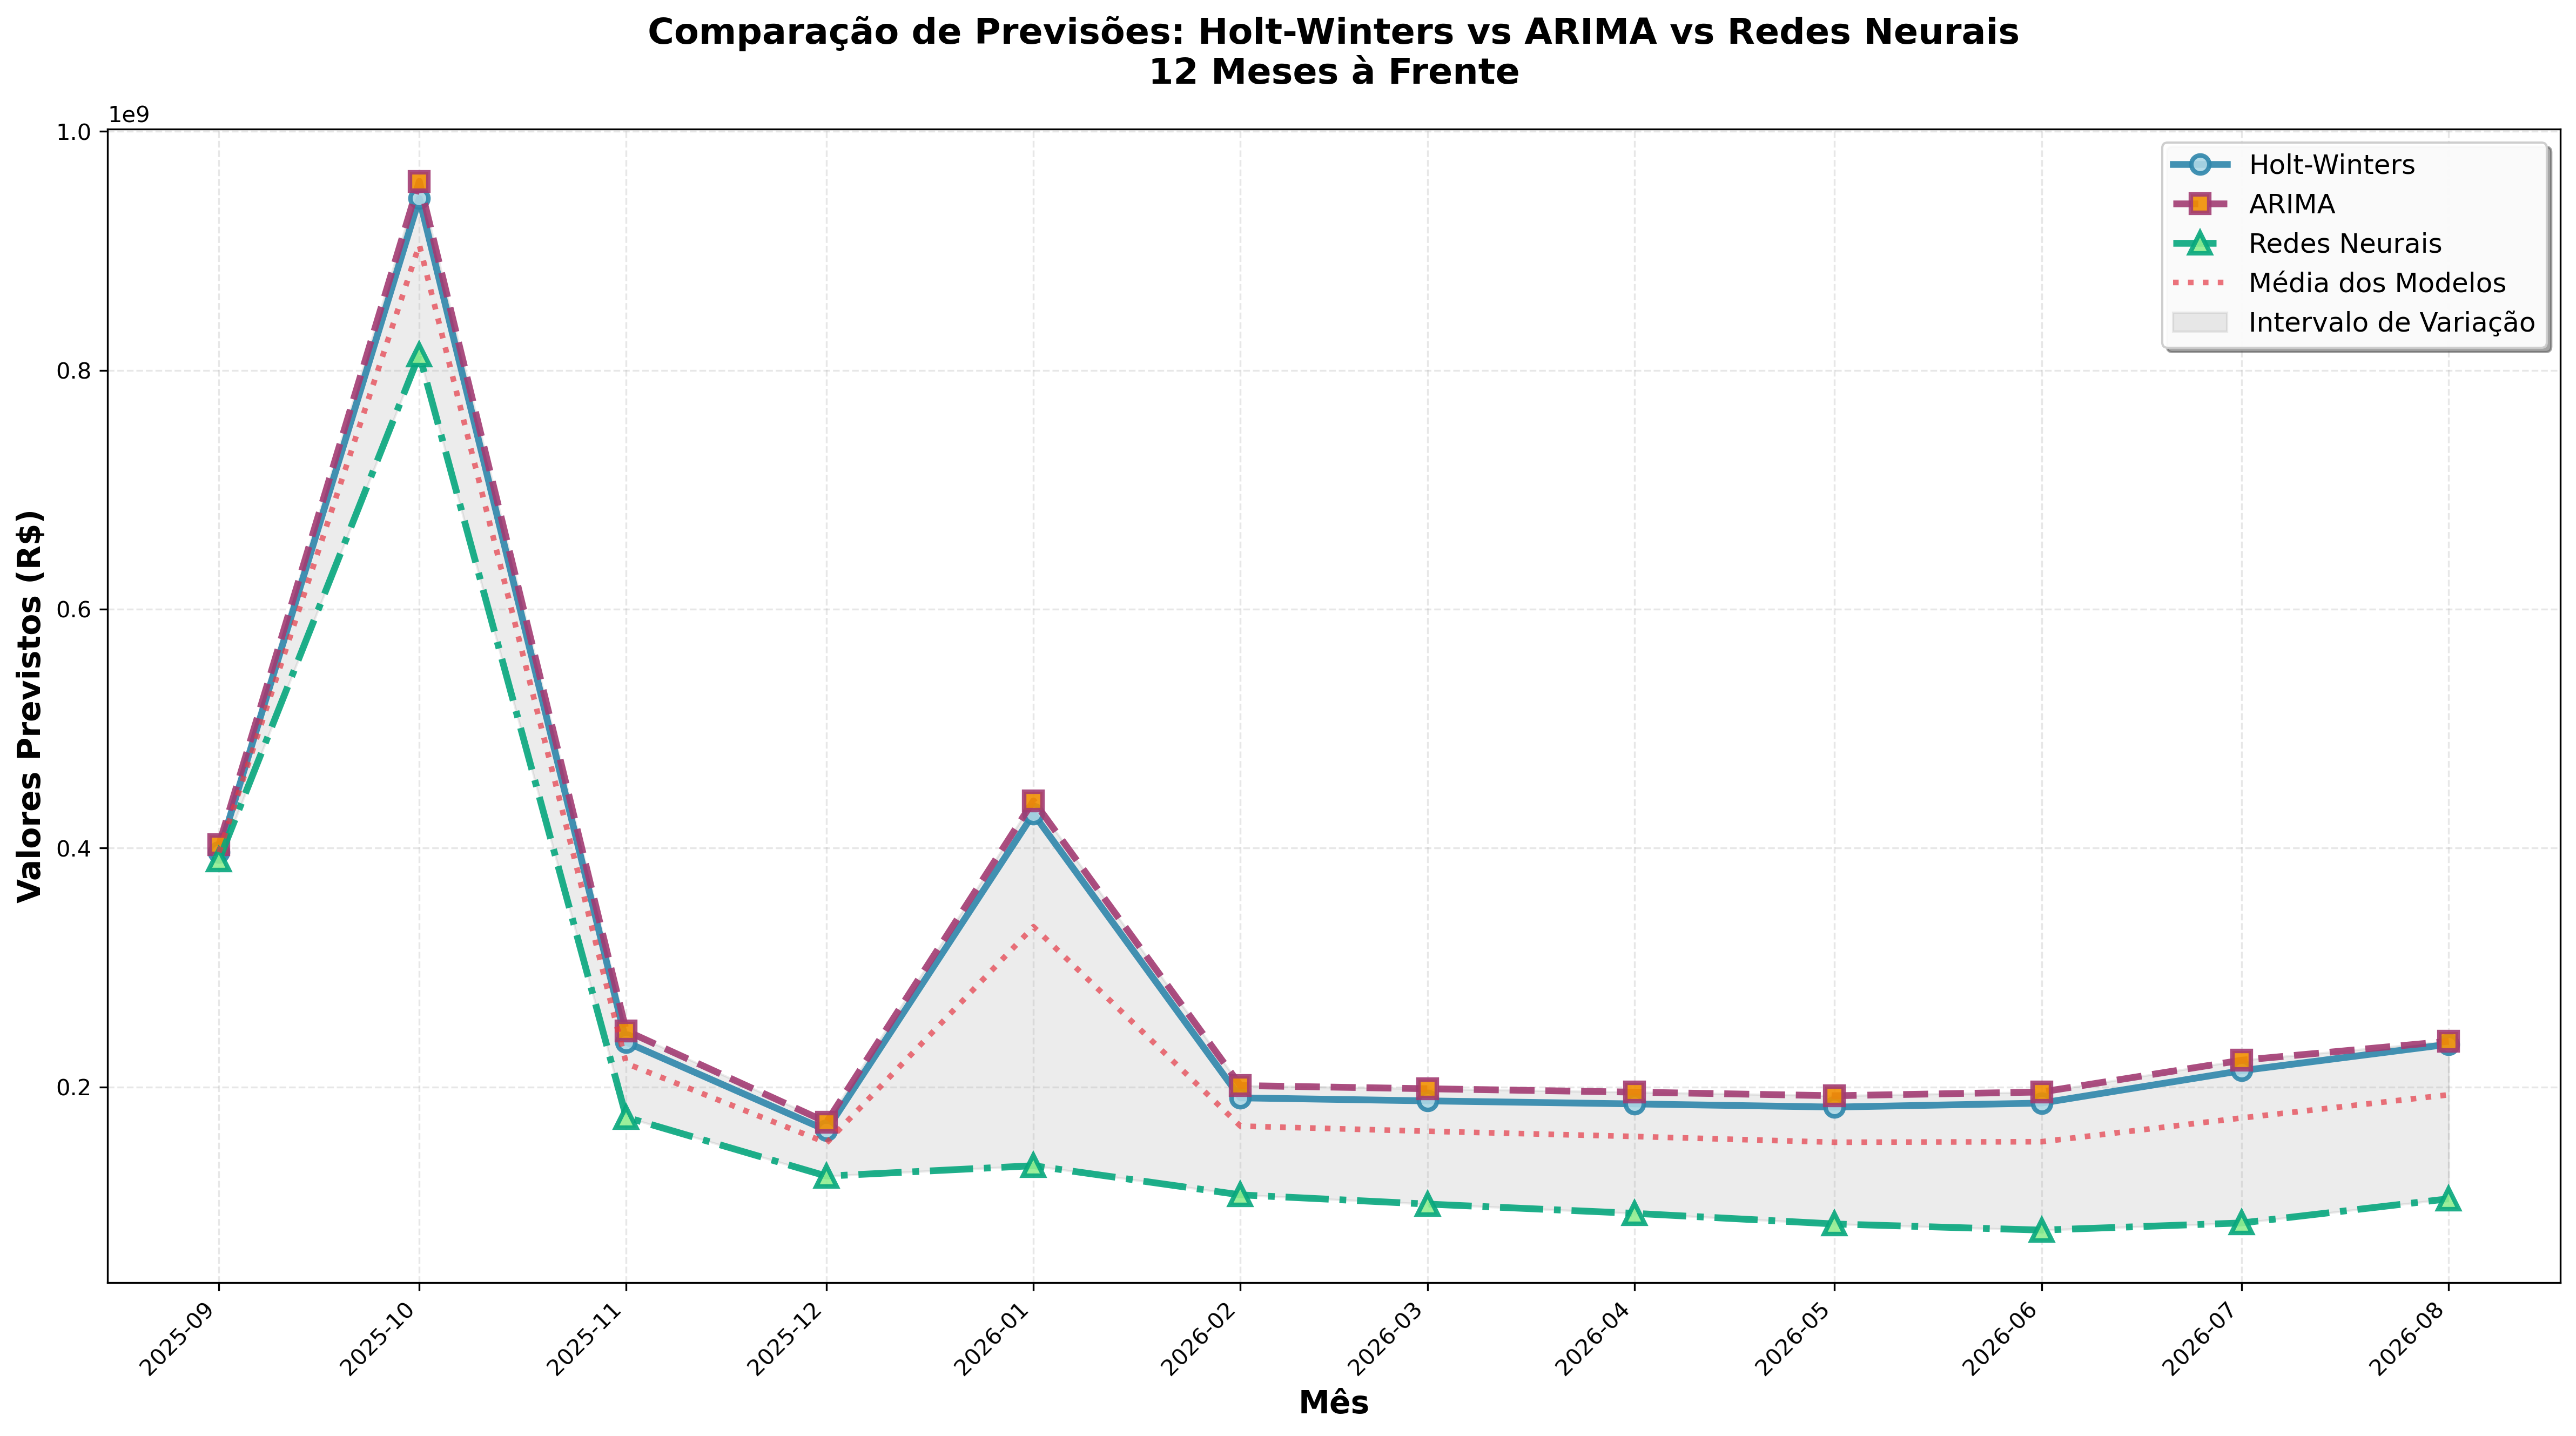 Comparação de Previsões: Holt-Winters vs ARIMA vs Redes Neurais
12 Meses à Frente
1e9
1.0
0.8
0.6
0.4
0.2
Valores Previstos (R$)
Holt-Winters
ARIMA
Redes Neurais
Média dos Modelos
Intervalo de Variação
2025-09
2025-10
2025-11
2025-12
2026-01
2026-02
2026-03
2026-04
2026-05
2026-06
2026-07
2026-08
Mês